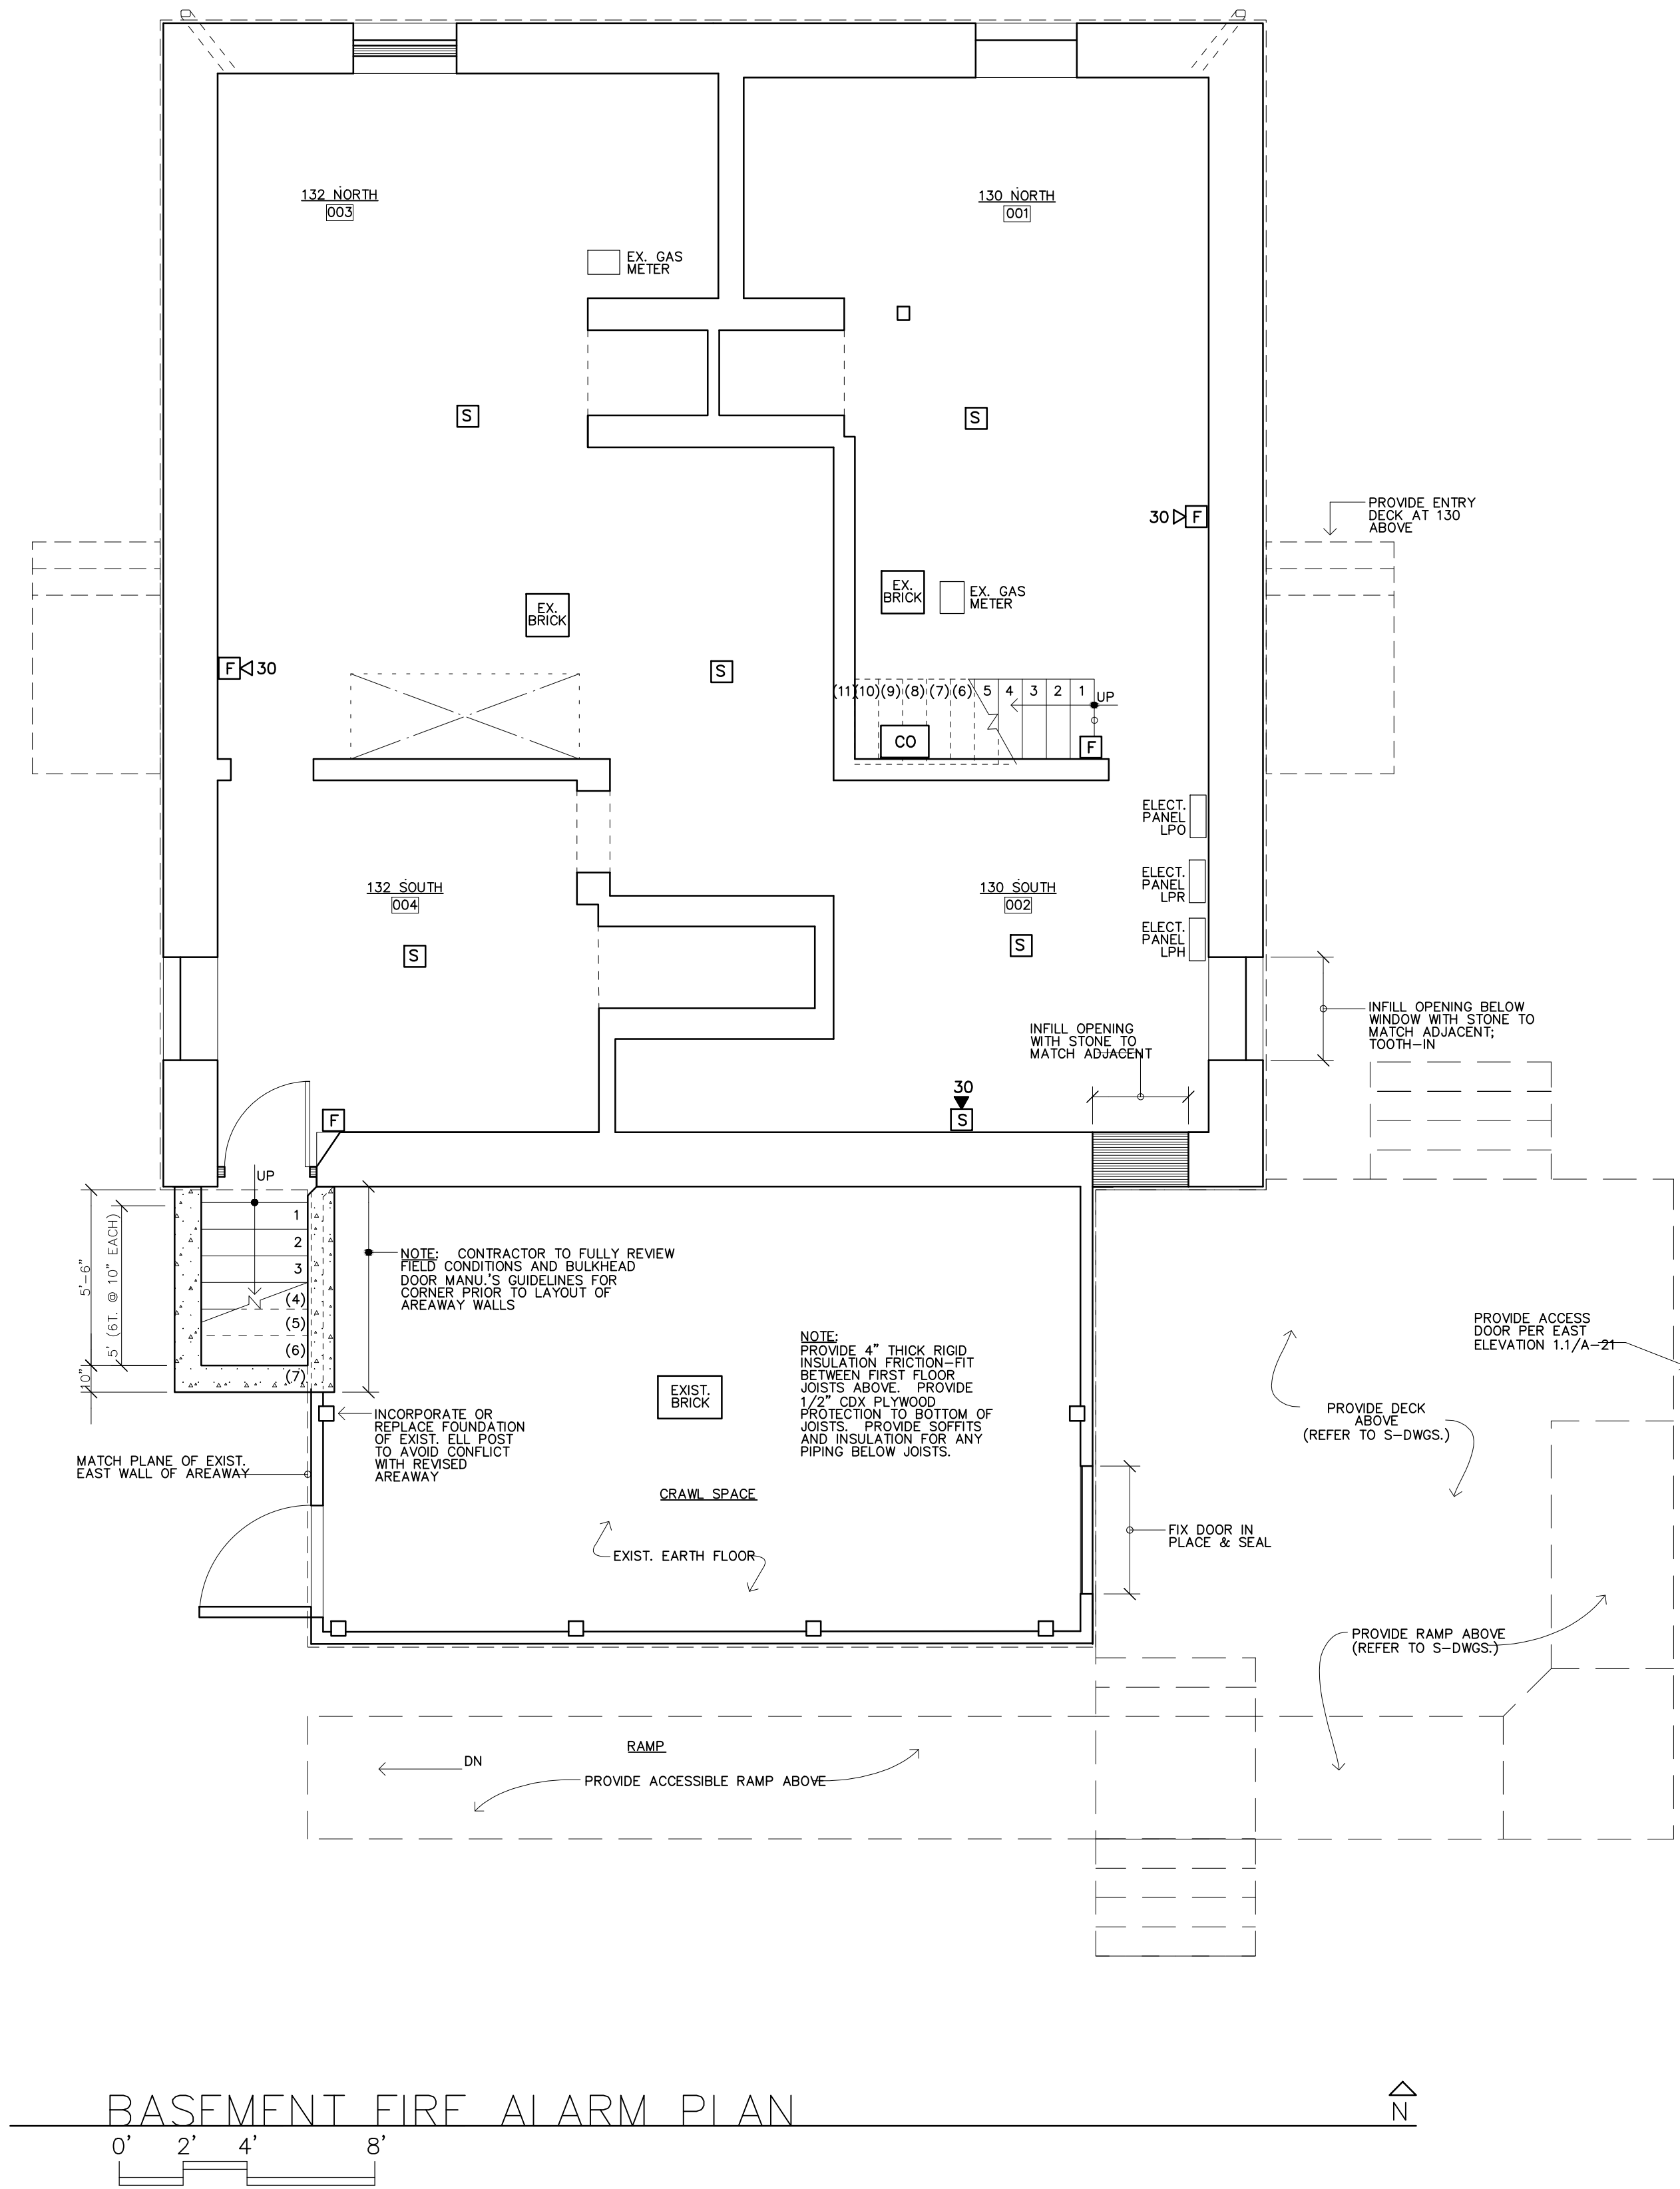 132 NORTH
003
130 NORTH
001
EX. GAS
METER
S
S
30
F
PROVIDE ENTRY
DECK AT 130
ABOVE
EX.
BRICK
EX. GAS
METER
EX.
BRICK
F
30
S
(11)
(10)
(9)
(8)
(7)
(6)
5
4
3
2
1
UP
CO
F
ELECT.
PANEL
LPO
ELECT.
PANEL
LPR
ELECT.
PANEL
LPH
132 SOUTH
004
130 SOUTH
002
S
S
INFILL OPENING BELOW
WINDOW WITH STONE TO
MATCH ADJACENT;
TOOTH-IN
INFILL OPENING
WITH STONE TO
MATCH ADJACENT
30
S
F
UP
1
2
3
(4)
(5)
(6)
(7)
5'-6"
5' (6T. @ 10" EACH)
10"
NOTE: CONTRACTOR TO FULLY REVIEW
FIELD CONDITIONS AND BULKHEAD
DOOR MANU.'S GUIDELINES FOR
CORNER PRIOR TO LAYOUT OF
AREAWAY WALLS
NOTE:
PROVIDE 4" THICK RIGID
INSULATION FRICTION-FIT
BETWEEN FIRST FLOOR
JOISTS ABOVE. PROVIDE
1/2" CDX PLYWOOD
PROTECTION TO BOTTOM OF
JOISTS. PROVIDE SOFFITS
AND INSULATION FOR ANY
PIPING BELOW JOISTS.
PROVIDE ACCESS
DOOR PER EAST
ELEVATION 1.1/A-21
EXIST.
BRICK
INCORPORATE OR
REPLACE FOUNDATION
OF EXIST. ELL POST
TO AVOID CONFLICT
WITH REVISED
AREAWAY
PROVIDE DECK
ABOVE
(REFER TO S-DWGS.)
MATCH PLANE OF EXIST.
EAST WALL OF AREAWAY
CRAWL SPACE
FIX DOOR IN
PLACE & SEAL
EXIST. EARTH FLOOR
PROVIDE RAMP ABOVE
(REFER TO S-DWGS.)
RAMP
DN
PROVIDE ACCESSIBLE RAMP ABOVE
BASEMENT FIRE ALARM PLAN
N
0'
2'
4'
8'